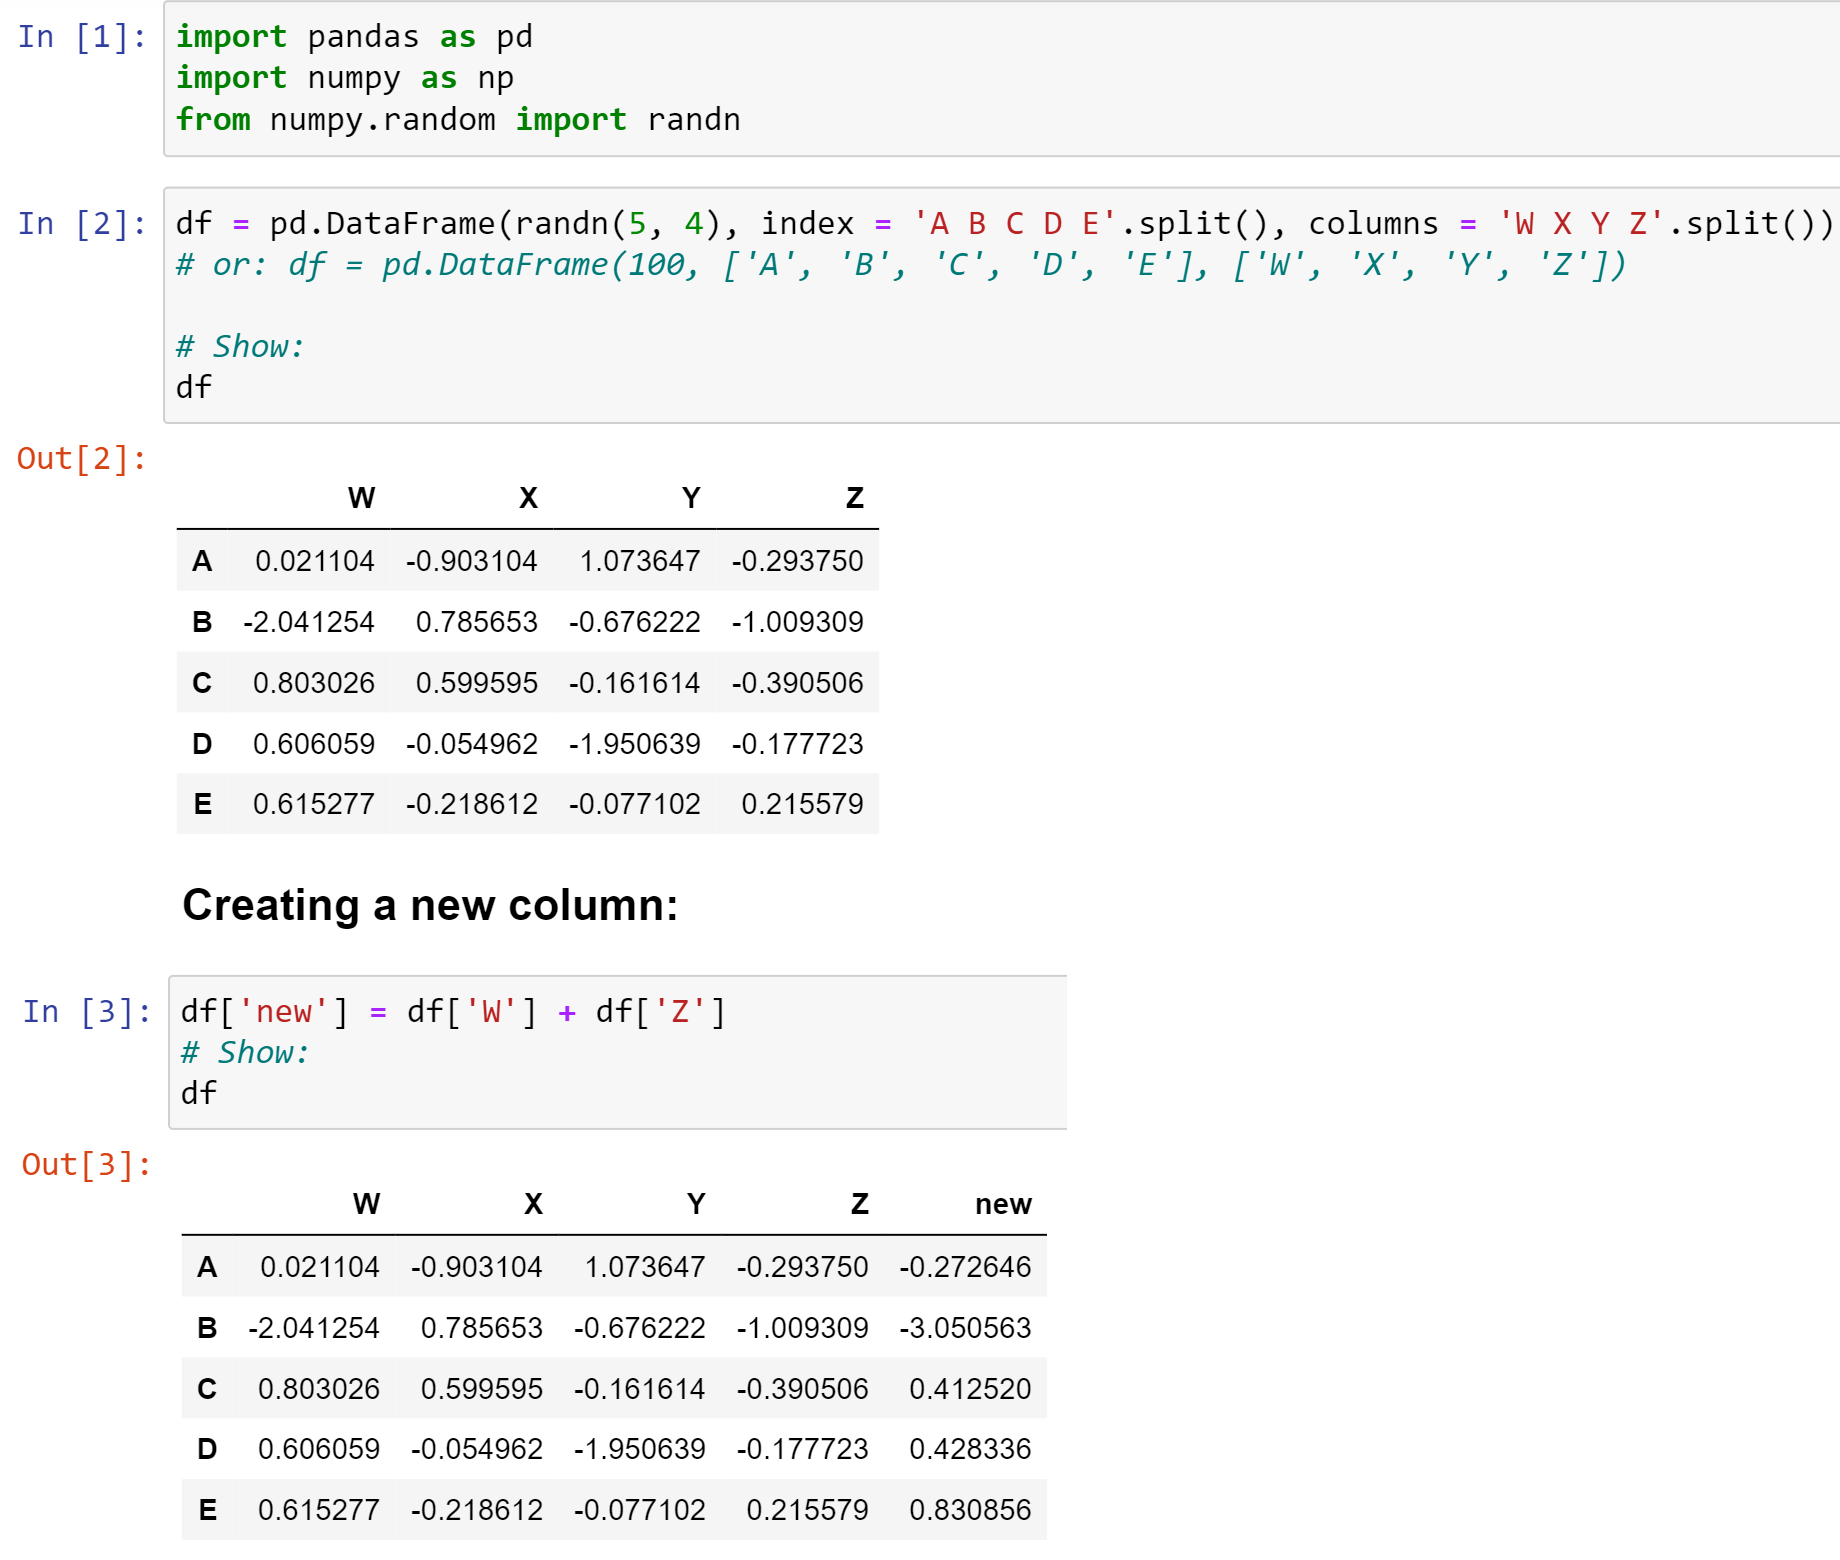 In [1]: import pandas as pd
import numpy as np
from numpy.random import randn
In [2]: df = pd.DataFrame(randn(5, 4), index = 'A B C D E'.split(), columns = 'W X Y Z'.split())
# or: df = pd.DataFrame(100, ['A', 'B', 'C', 'D', 'E'], ['W', 'X', 'Y', 'Z'])
# Show:
df
Out[2]:
W X Y Z
A 0.021104 -0.903104 1.073647 -0.293750
B -2.041254 0.785653 -0.676222 -1.009309
C 0.803026 0.599595 -0.161614 -0.390506
D 0.606059 -0.054962 -1.950639 -0.177723
E 0.615277 -0.218612 -0.077102 0.215579
Creating a new column:
In [3]: df['new'] = df['W'] + df['Z']
# Show:
df
Out[3]:
W X Y Z new
A 0.021104 -0.903104 1.073647 -0.293750 -0.272646
B -2.041254 0.785653 -0.676222 -1.009309 -3.050563
C 0.803026 0.599595 -0.161614 -0.390506 0.412520
D 0.606059 -0.054962 -1.950639 -0.177723 0.428336
E 0.615277 -0.218612 -0.077102 0.215579 0.830856